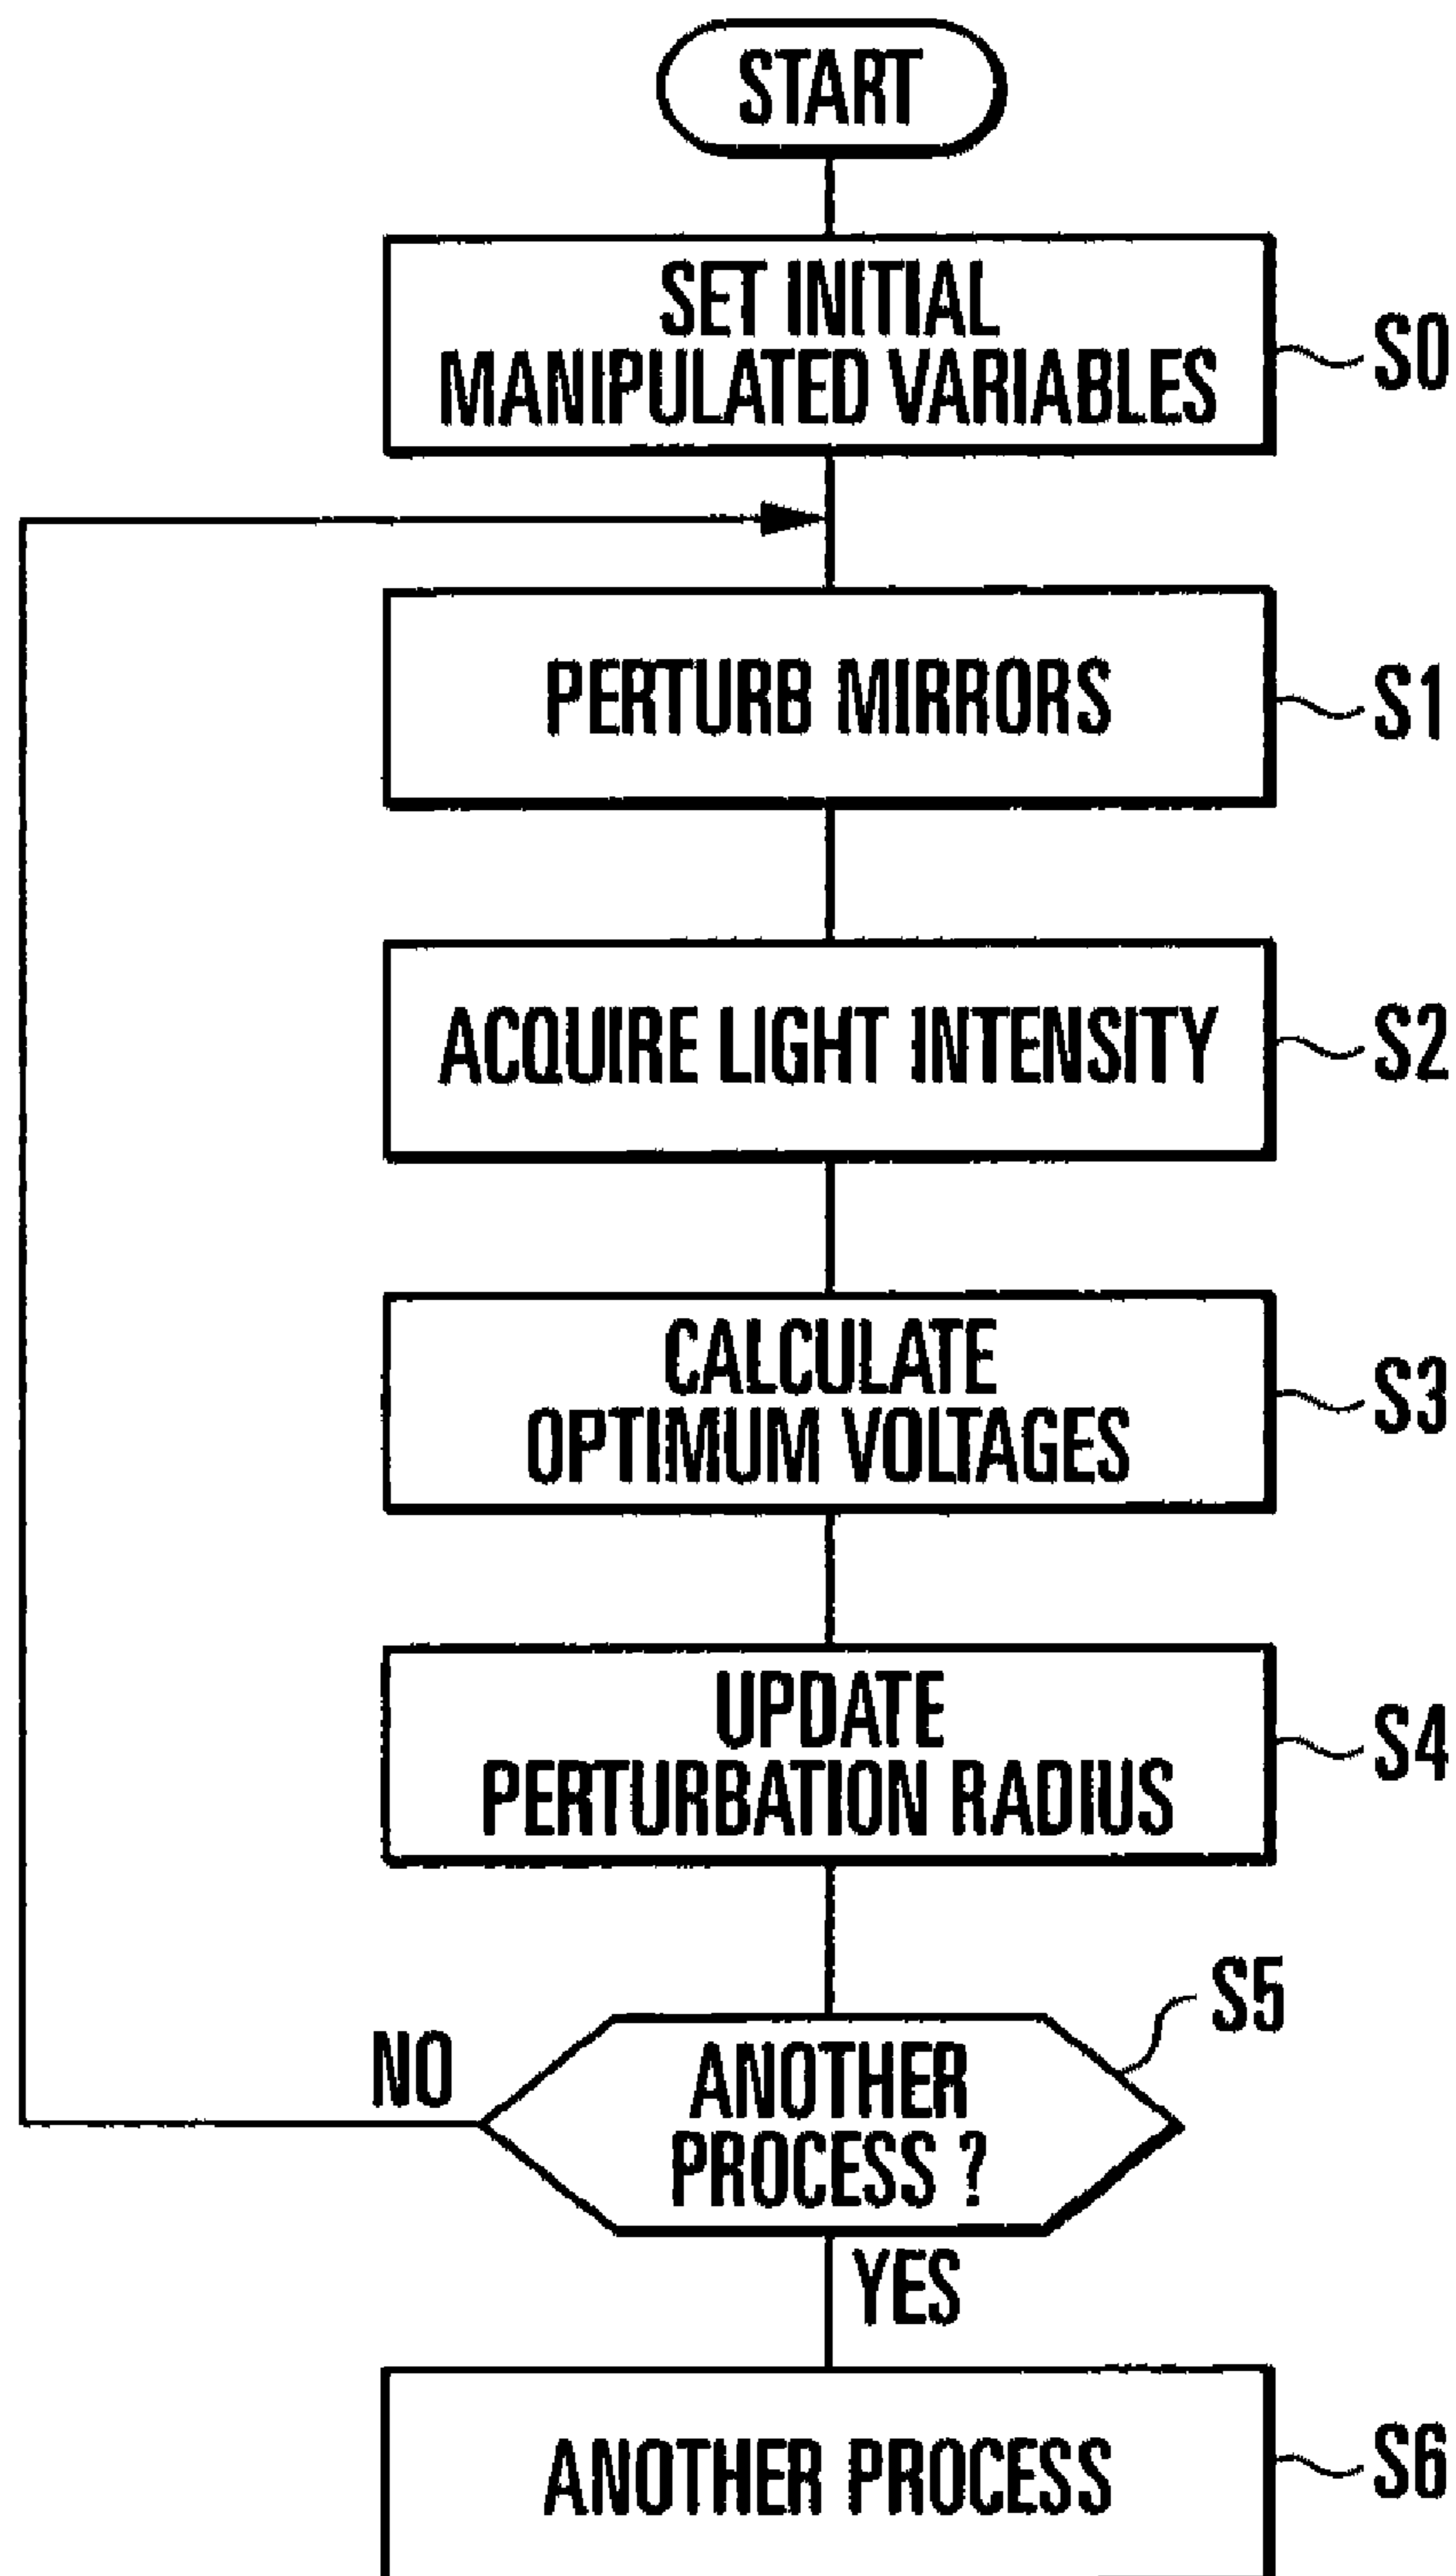 START
SET INITIAL
MANIPULATED VARIABLES
S0
PERTURB MIRRORS
S1
ACQUIRE LIGHT INTENSITY
S2
CALCULATE
OPTIMUM VOLTAGES
S3
UPDATE
PERTURBATION RADIUS
S4
S5
NO
ANOTHER
PROCESS ?
YES
ANOTHER PROCESS
S6